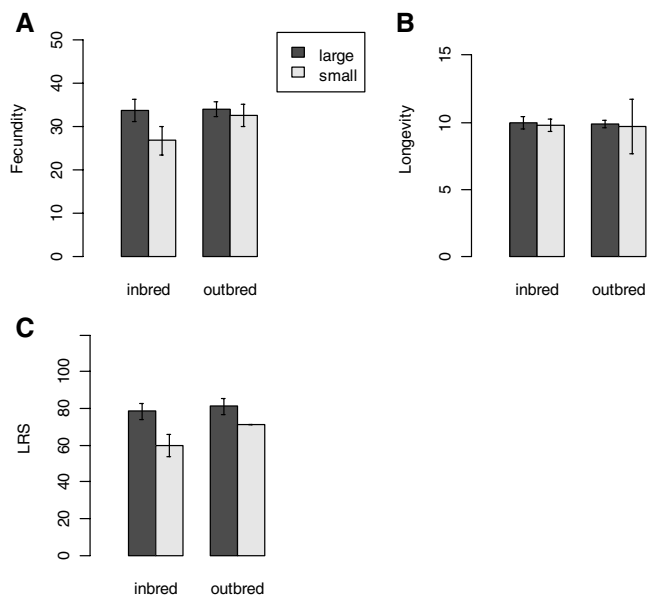 A
Fecundity
0
10
20
30
40
50
large
small
inbred
outbred
B
Longevity
0
5
10
15
inbred
outbred
C
LRS
0
20
40
60
80
100
inbred
outbred